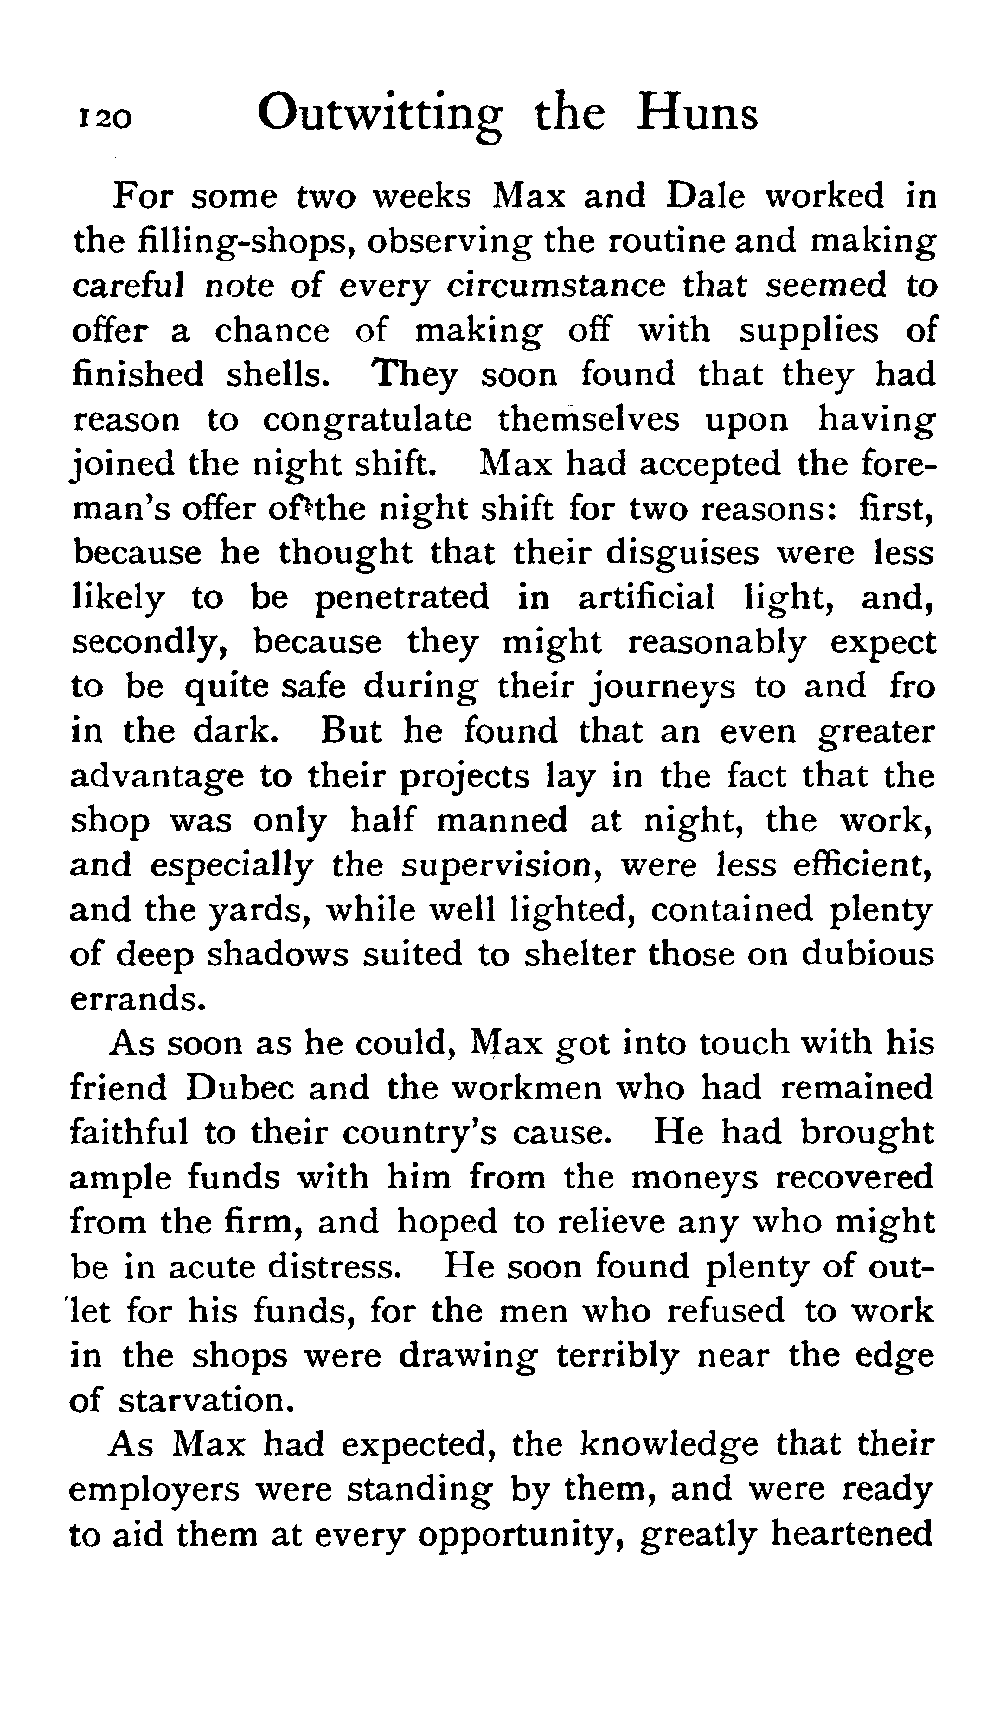 120 Outwitting the Huns
For some two weeks Max and Dale worked in
the filling-shops, observing the routine and making
careful note of every circumstance that seemed to
offer a chance of making off with supplies of
finished shells. They soon found that they had
reason to congratulate themselves upon having
joined the night shift. Max had accepted the fore-
man's offer of the night shift for two reasons: first,
because he thought that their disguises were less
likely to be penetrated in artificial light, and,
secondly, because they might reasonably expect
to be quite safe during their journeys to and fro
in the dark. But he found that an even greater
advantage to their projects lay in the fact that the
shop was only half manned at night, the work,
and especially the supervision, were less efficient,
and the yards, while well lighted, contained plenty
of deep shadows suited to shelter those on dubious
errands.
As soon as he could, Max got into touch with his
friend Dubec and the workmen who had remained
faithful to their country's cause. He had brought
ample funds with him from the moneys recovered
from the firm, and hoped to relieve any who might
be in acute distress. He soon found plenty of out-
let for his funds, for the men who refused to work
in the shops were drawing terribly near the edge
of starvation.
As Max had expected, the knowledge that their
employers were standing by them, and were ready
to aid them at every opportunity, greatly heartened